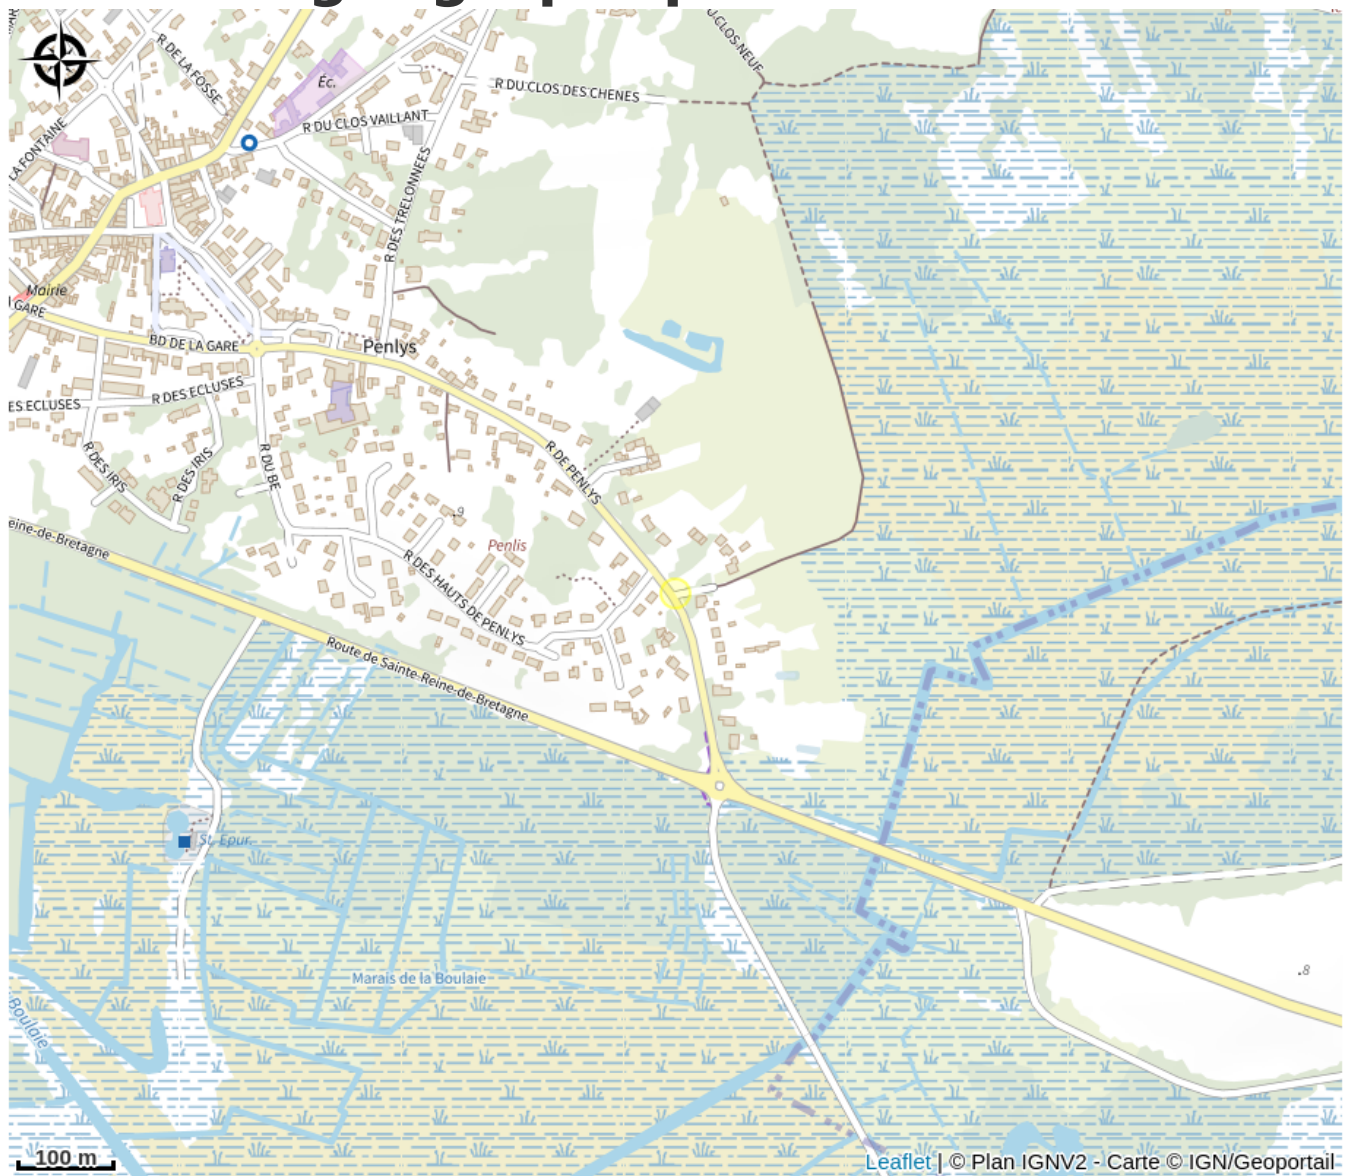 R DE LA FOSSE
Éc.
U CLOS NEUF
R DU CLOS DES CHENES
R DU CLOS VAILLANT
LA FONTAINE
R DES TRELONNEES
Mairie
GARE
BD DE LA GARE
Penlys
R DES ECLUSES
ES ECLUSES
R DES IRIS
R DES IRIS
R DU BE
R DE PENLYS
.9
Penlis
eine-de-Bretagne
R DES HAUTS DE PENLYS
Route de Sainte-Reine-de-Bretagne
St. Epur.
Marais de la Boulaie
.8
Boulaie
100 m
Leaflet | © Plan IGNV2 - Carte © IGN/Geoportail